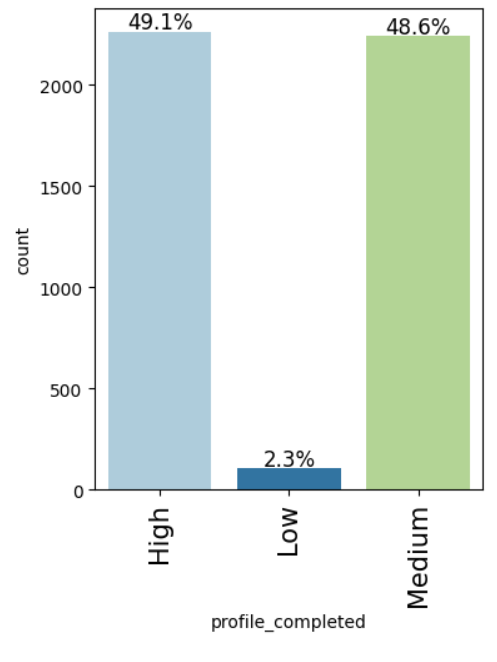 49.1%
48.6%
2.3%
2000
1500
1000
500
0
count
High
Low
Medium
profile_completed